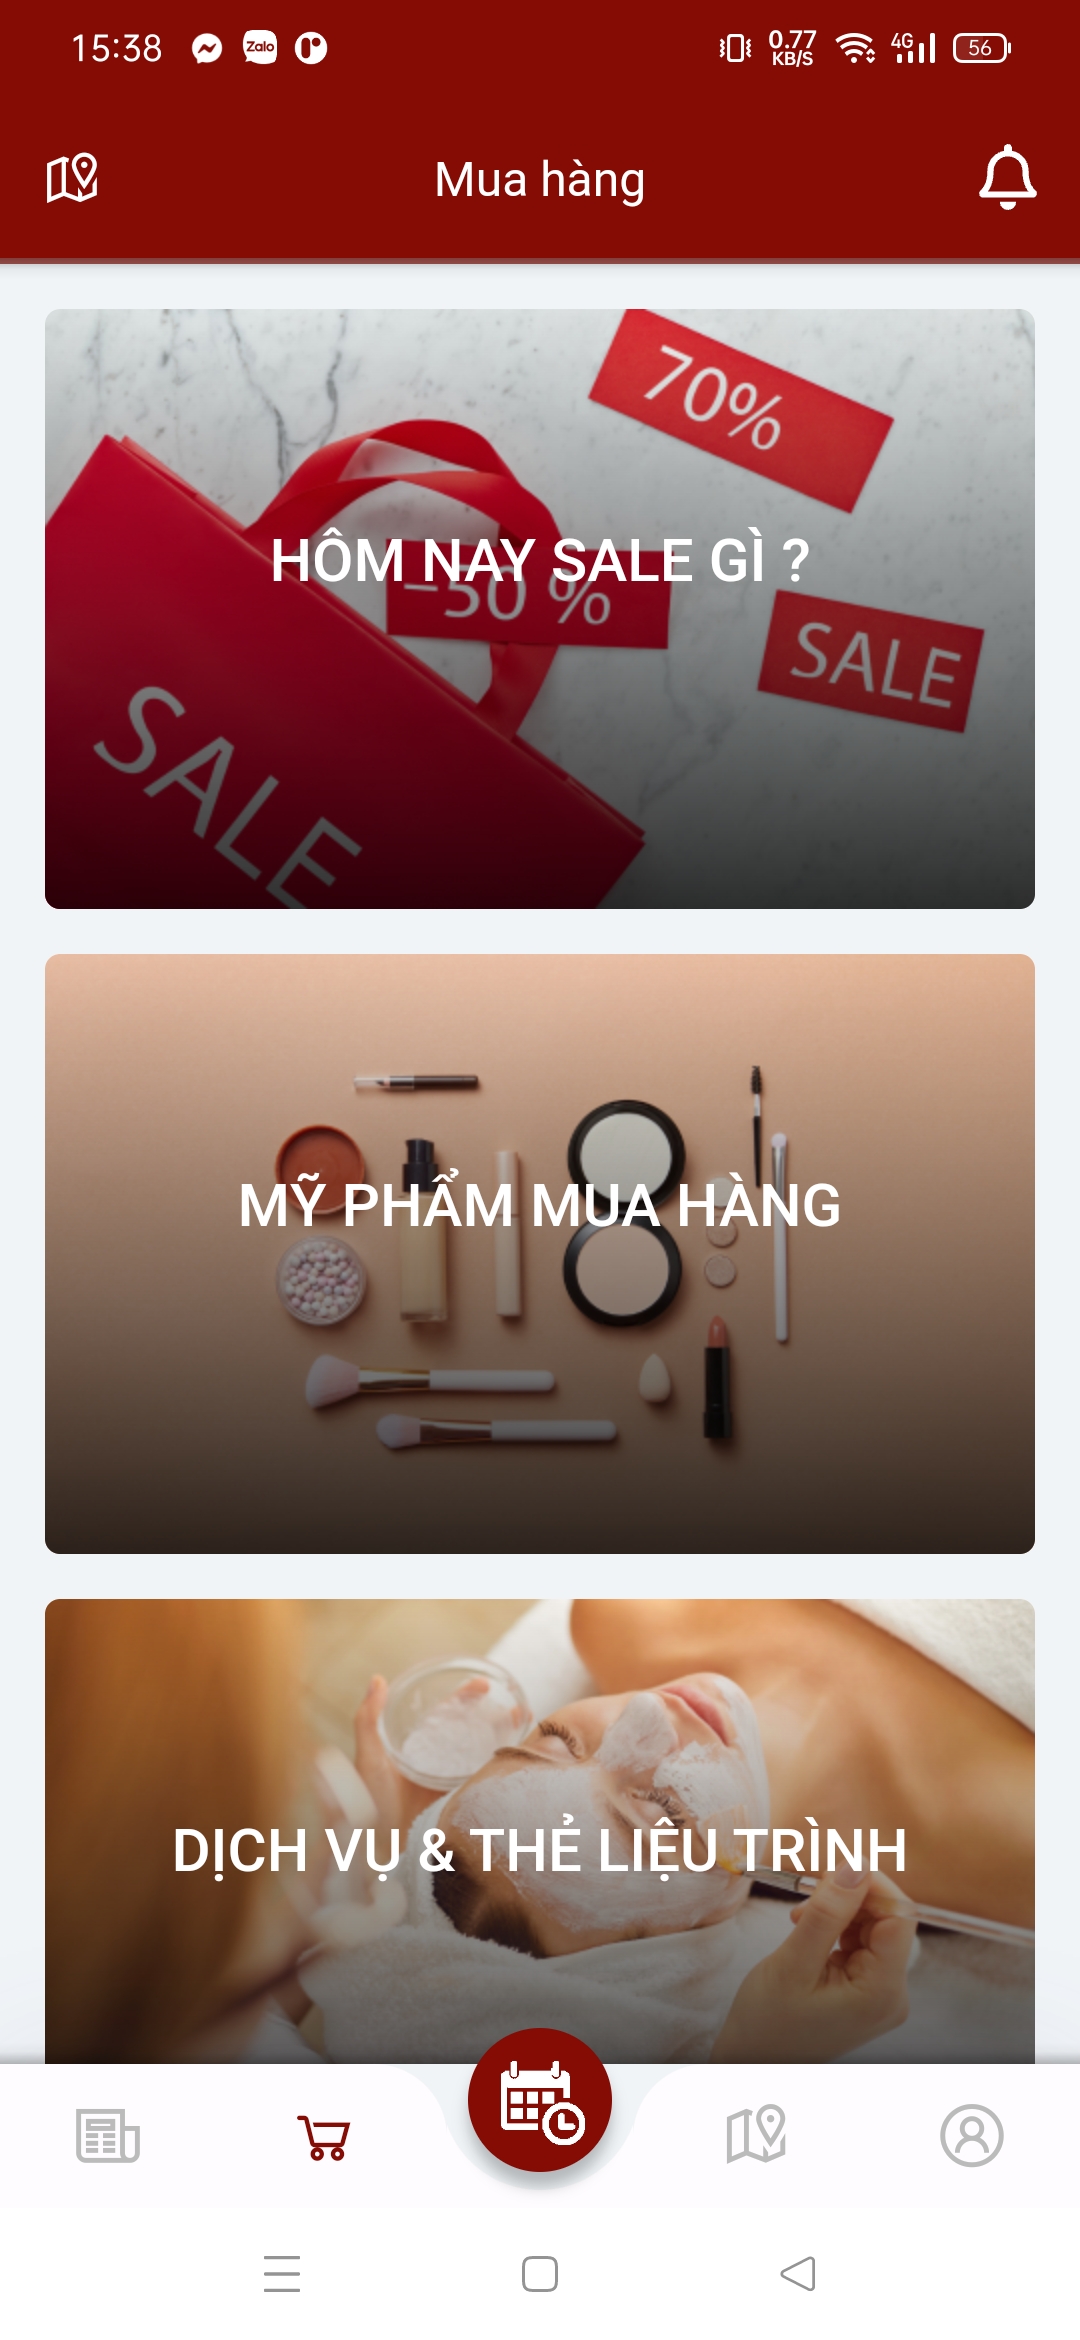 15:38
Zalo
0.77
KB/S
4G
56
Mua hàng
70%
HÔM NAY SALE GÌ ?
-50 %
SALE
SALE
MỸ PHẨM MUA HÀNG
DỊCH VỤ & THẺ LIỆU TRÌNH